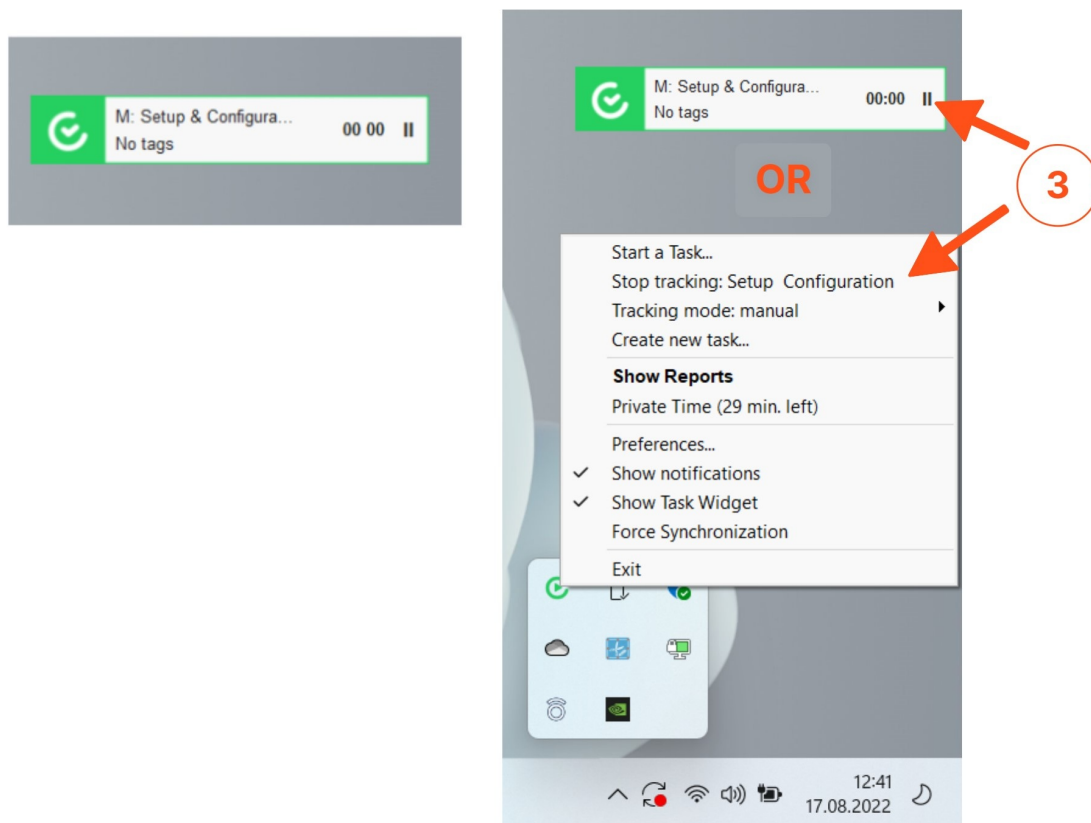 M: Setup & Configura...
No tags
00 00
M: Setup & Configura...
No tags
00:00
OR
3
Start a Task...
Stop tracking: Setup  Configuration
Tracking mode: manual
Create new task...
Show Reports
Private Time (29 min. left)
Preferences...
Show notifications
Show Task Widget
Force Synchronization
Exit
12:41
17.08.2022